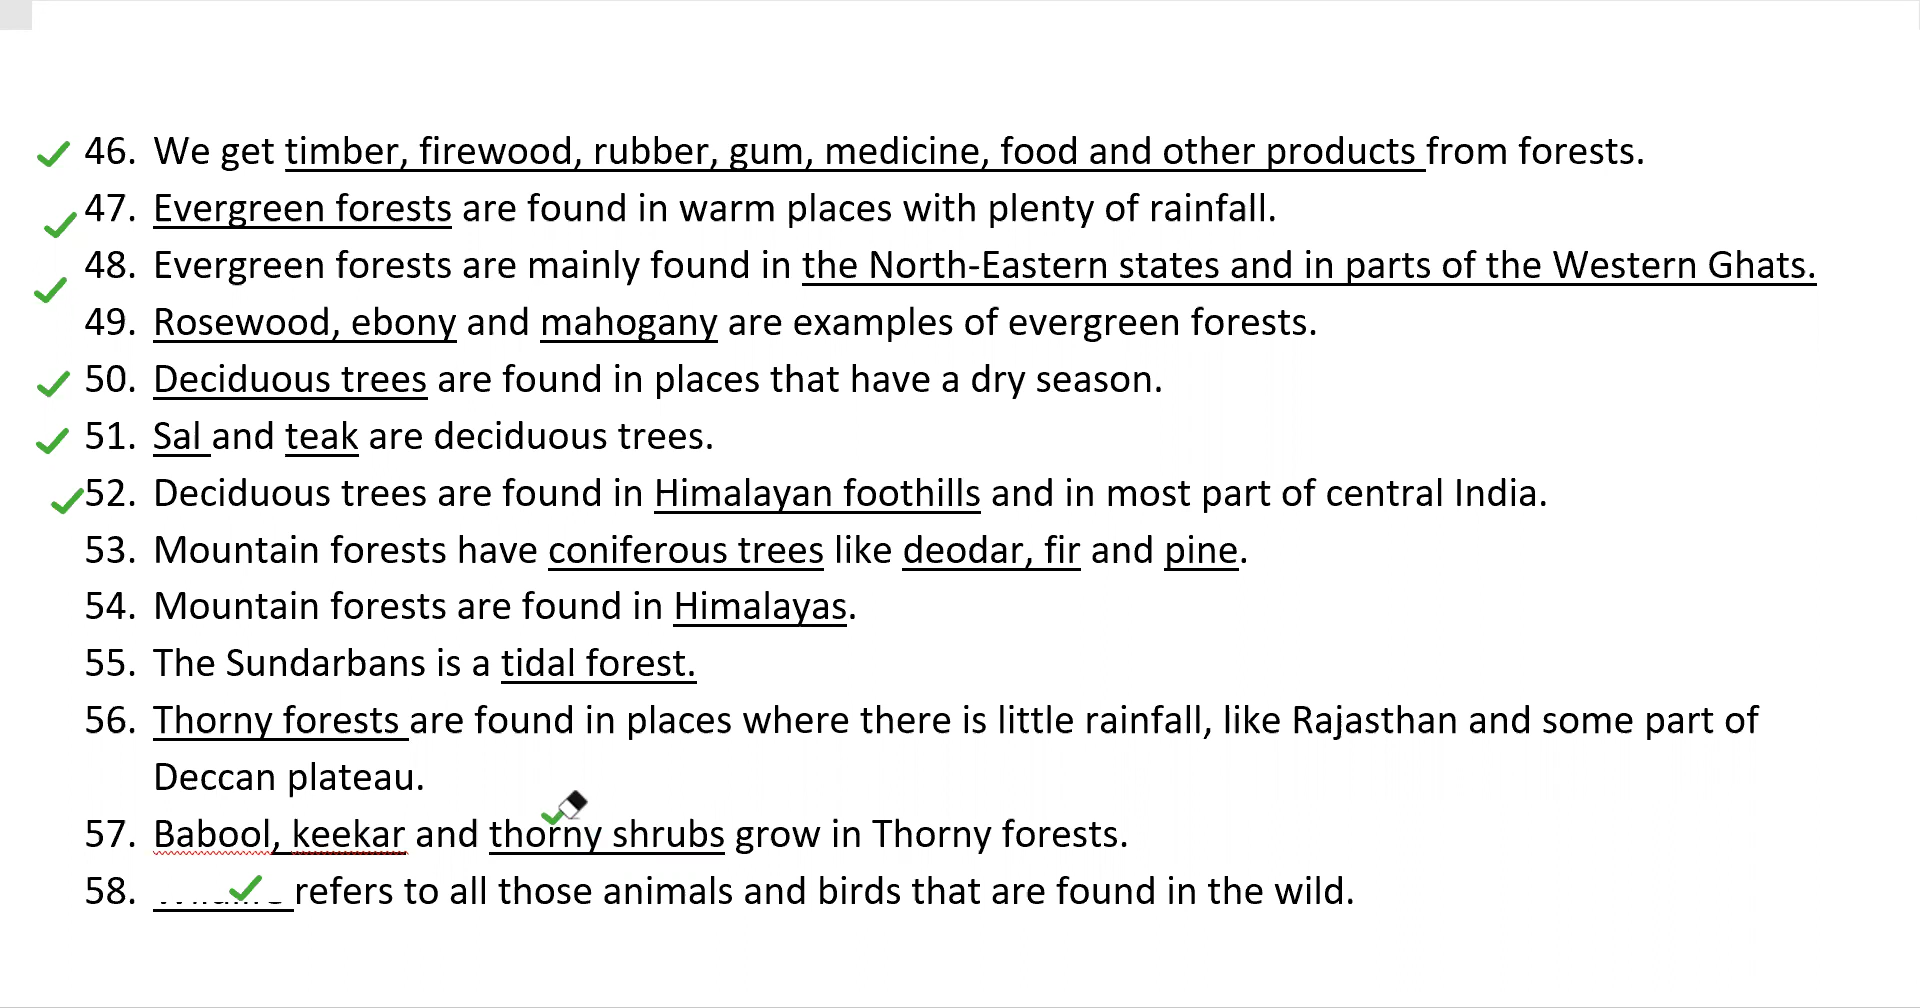 46. We get timber, firewood, rubber, gum, medicine, food and other products from forests.
47. Evergreen forests are found in warm places with plenty of rainfall.
48. Evergreen forests are mainly found in the North-Eastern states and in parts of the Western Ghats.
49. Rosewood, ebony and mahogany are examples of evergreen forests.
50. Deciduous trees are found in places that have a dry season.
51. Sal and teak are deciduous trees.
52. Deciduous trees are found in Himalayan foothills and in most part of central India.
53. Mountain forests have coniferous trees like deodar, fir and pine.
54. Mountain forests are found in Himalayas.
55. The Sundarbans is a tidal forest.
56. Thorny forests are found in places where there is little rainfall, like Rajasthan and some part of
Deccan plateau.
57. Babool, keekar and thorny shrubs grow in Thorny forests.
58. refers to all those animals and birds that are found in the wild.